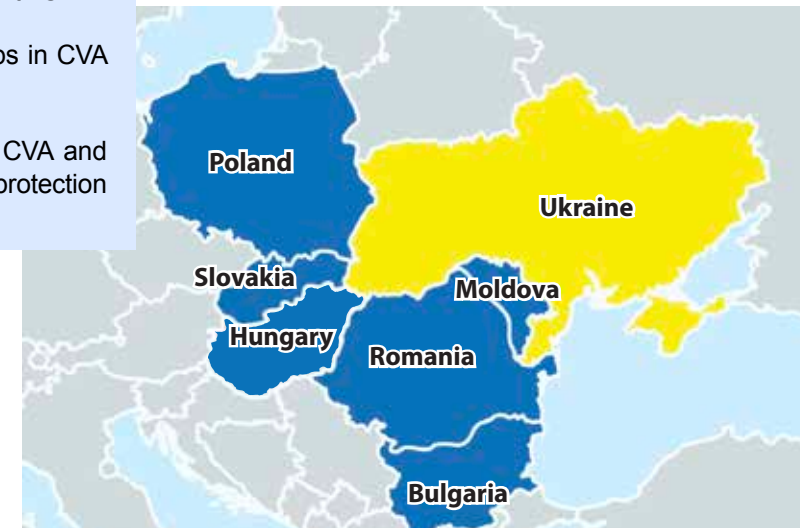 ps in CVA
CVA and
protection
Poland
Ukraine
Slovakia
Moldova
Hungary
Romania
Bulgaria